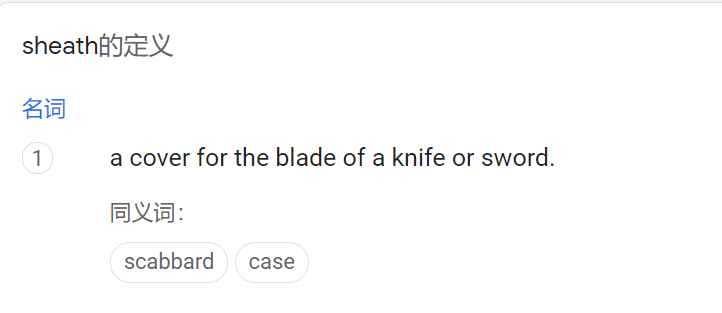 sheath的定义
名词
1 a cover for the blade of a knife or sword.
同义词：
scabbard case